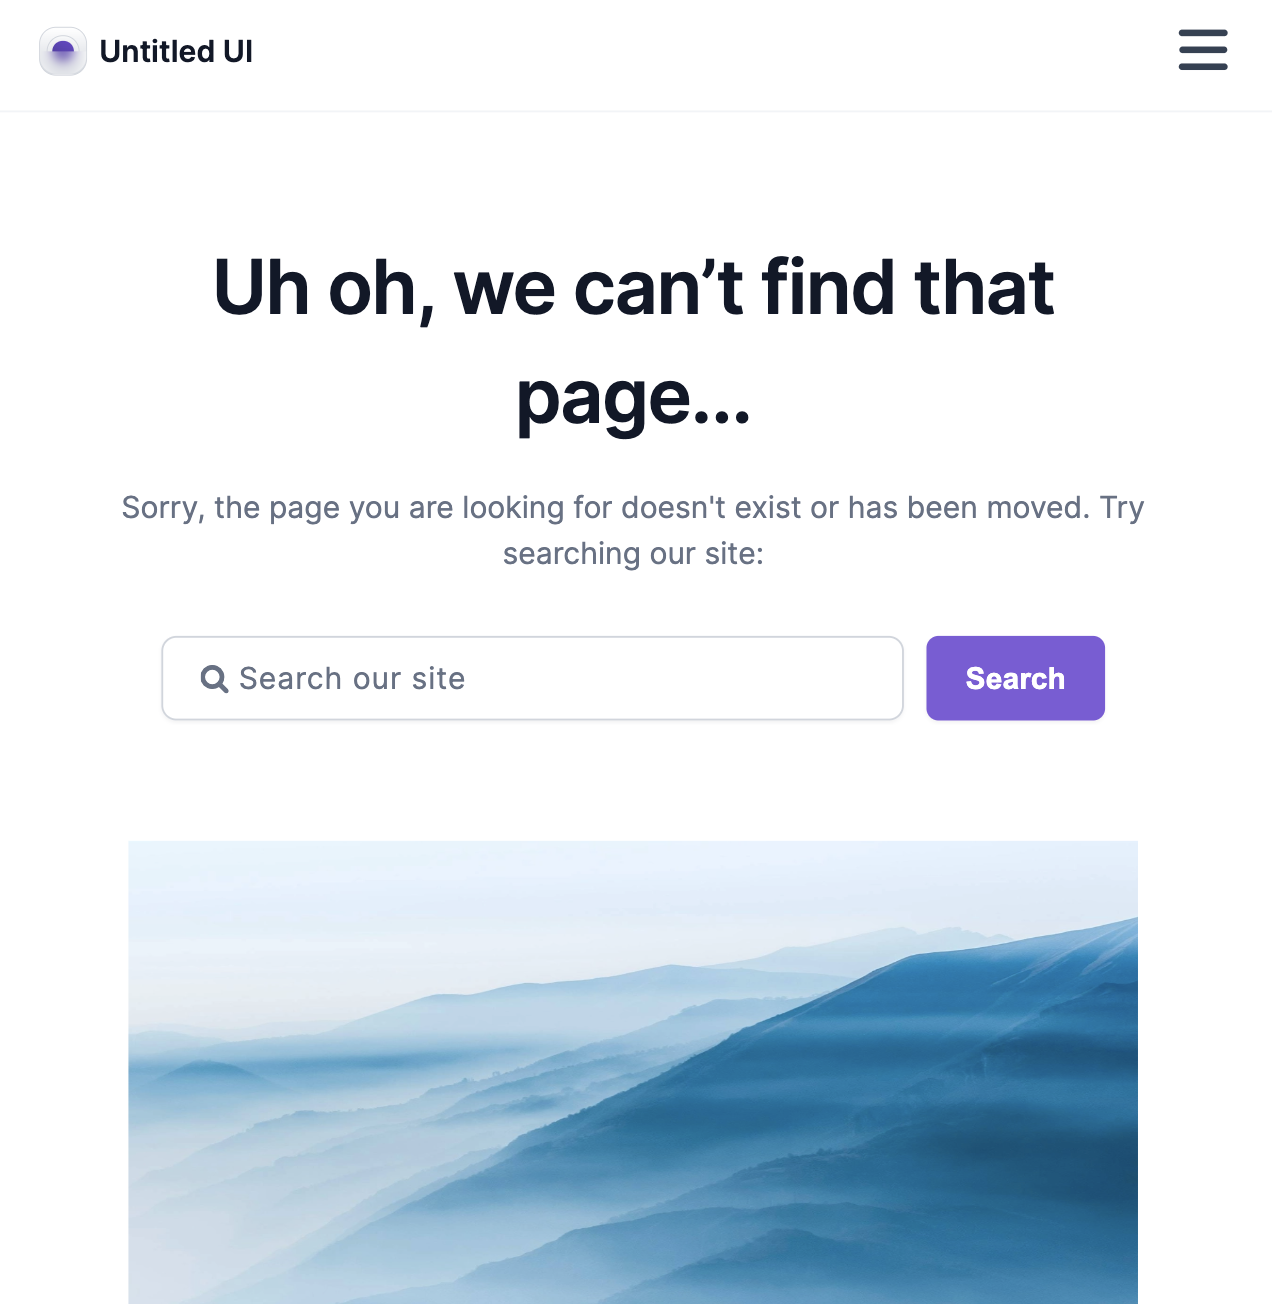 Untitled UI
Uh oh, we can’t find that
page...
Sorry, the page you are looking for doesn't exist or has been moved. Try
searching our site:
Search our site
Search